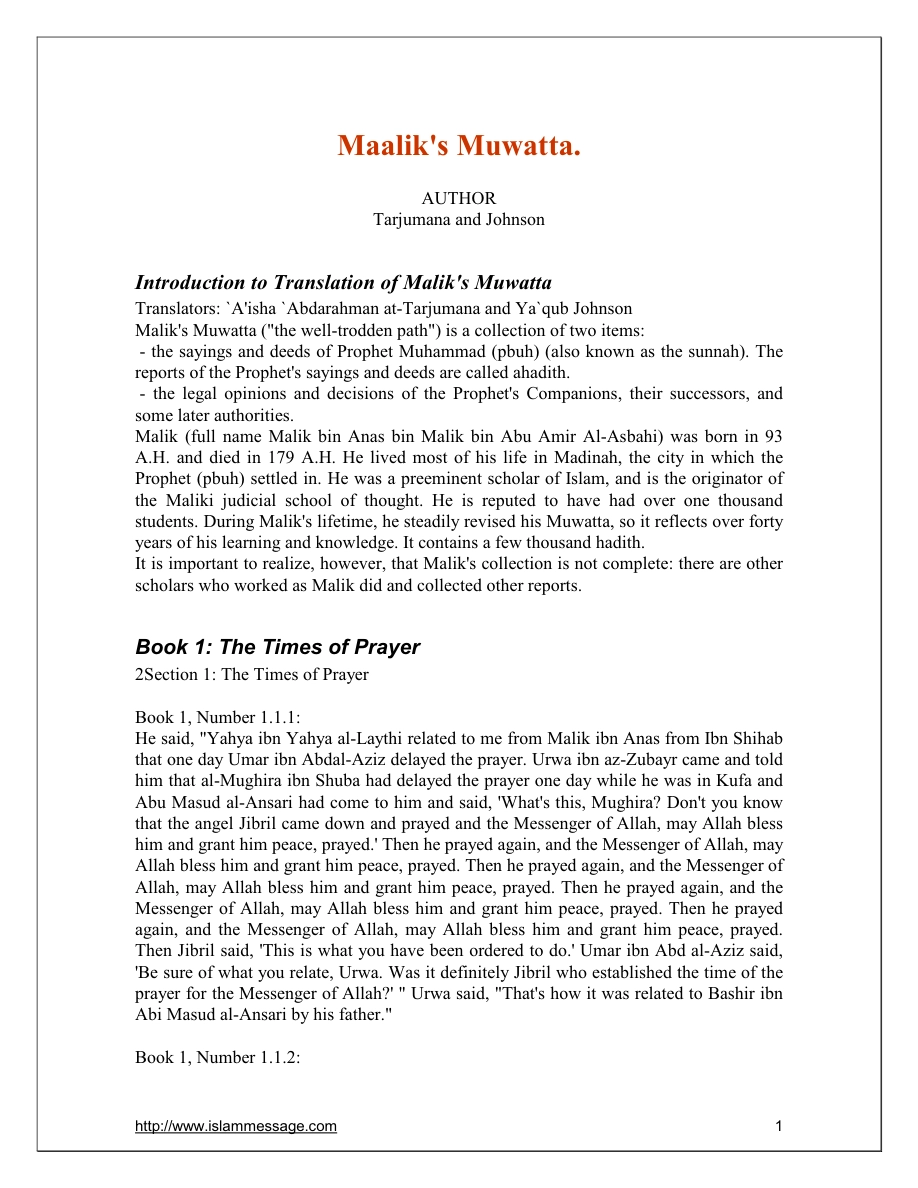 Maalik's Muwatta.
AUTHOR
Tarjumana and Johnson
Introduction to Translation of Malik's Muwatta
Translators: `A'isha `Abdarahman at-Tarjumana and Ya`qub Johnson
Malik's Muwatta ("the well-trodden path") is a collection of two items:
- the sayings and deeds of Prophet Muhammad (pbuh) (also known as the sunnah). The
reports of the Prophet's sayings and deeds are called ahadith.
- the legal opinions and decisions of the Prophet's Companions, their successors, and
some later authorities.
Malik (full name Malik bin Anas bin Malik bin Abu Amir Al-Asbahi) was born in 93
A.H. and died in 179 A.H. He lived most of his life in Madinah, the city in which the
Prophet (pbuh) settled in. He was a preeminent scholar of Islam, and is the originator of
the Maliki judicial school of thought. He is reputed to have had over one thousand
students. During Malik's lifetime, he steadily revised his Muwatta, so it reflects over forty
years of his learning and knowledge. It contains a few thousand hadith.
It is important to realize, however, that Malik's collection is not complete: there are other
scholars who worked as Malik did and collected other reports.
Book 1: The Times of Prayer
2Section 1: The Times of Prayer
Book 1, Number 1.1.1:
He said, "Yahya ibn Yahya al-Laythi related to me from Malik ibn Anas from Ibn Shihab
that one day Umar ibn Abdal-Aziz delayed the prayer. Urwa ibn az-Zubayr came and told
him that al-Mughira ibn Shuba had delayed the prayer one day while he was in Kufa and
Abu Masud al-Ansari had come to him and said, 'What's this, Mughira? Don't you know
that the angel Jibril came down and prayed and the Messenger of Allah, may Allah bless
him and grant him peace, prayed.' Then he prayed again, and the Messenger of Allah, may
Allah bless him and grant him peace, prayed. Then he prayed again, and the Messenger of
Allah, may Allah bless him and grant him peace, prayed. Then he prayed again, and the
Messenger of Allah, may Allah bless him and grant him peace, prayed. Then he prayed
again, and the Messenger of Allah, may Allah bless him and grant him peace, prayed.
Then Jibril said, 'This is what you have been ordered to do.' Umar ibn Abd al-Aziz said,
'Be sure of what you relate, Urwa. Was it definitely Jibril who established the time of the
prayer for the Messenger of Allah?' " Urwa said, "That's how it was related to Bashir ibn
Abi Masud al-Ansari by his father."
Book 1, Number 1.1.2:
http://www.islammessage.com 1